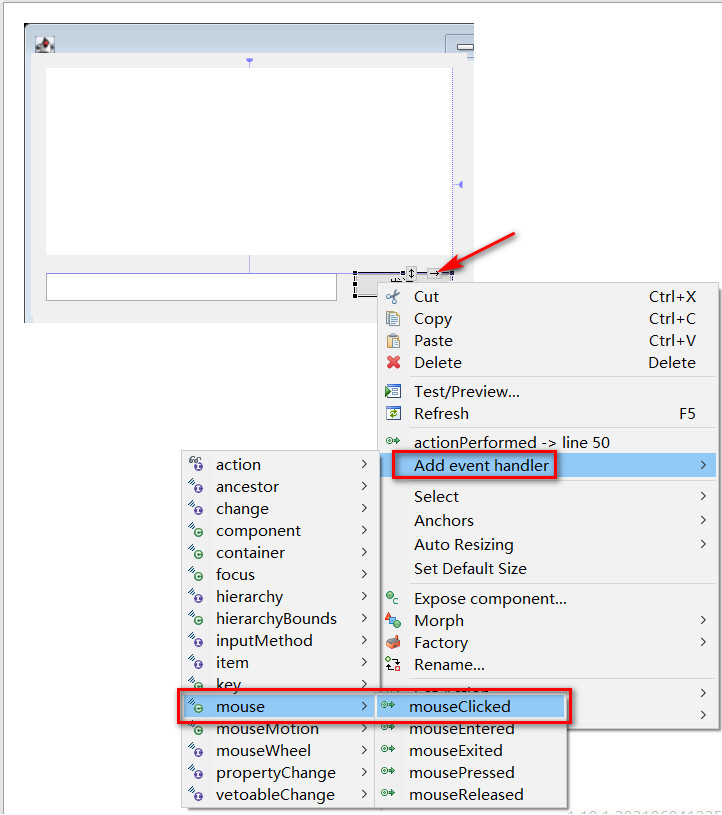 Cut Ctrl+X
Copy Ctrl+C
Paste Ctrl+V
Delete Delete
Test/Preview...
Refresh F5
actionPerformed -> line 50
Add event handler
Select
Anchors
Auto Resizing
Set Default Size
Expose component...
Morph
Factory
Rename...
action
ancestor
change
component
container
focus
hierarchy
hierarchyBounds
inputMethod
item
key
mouse
mouseMotion
mouseWheel
propertyChange
vetoableChange
mouseClicked
mouseEntered
mouseExited
mousePressed
mouseReleased